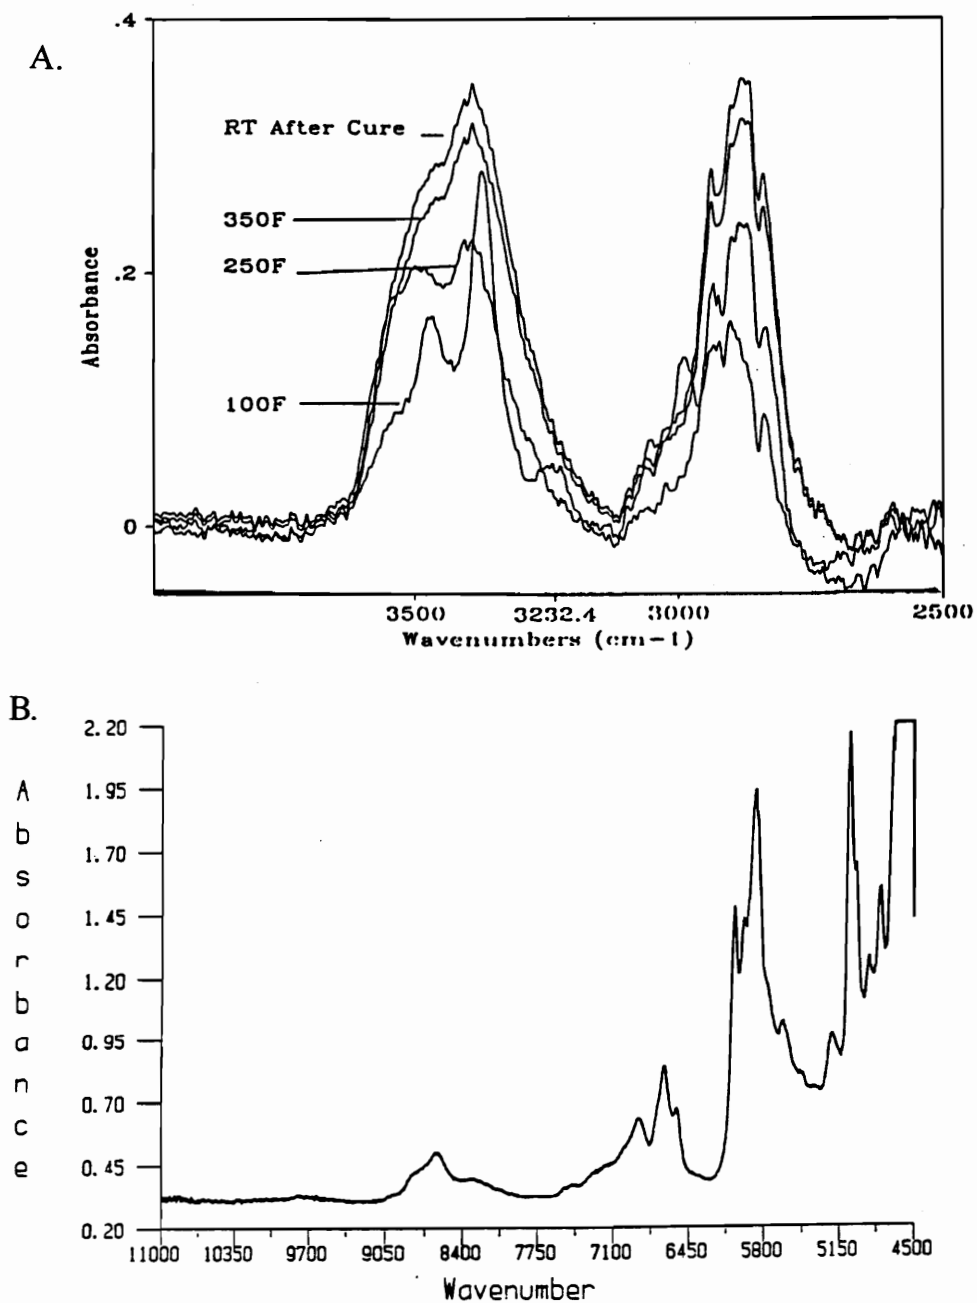 A.
.4
RT After Cure
350F
250F
.2
100F
0
Absorbance
3500 3232.4 3000 2500
Wavenumbers (cm-1)
B.
2.20
1.95
1.70
1.45
1.20
0.95
0.70
0.45
0.20
Absorbance
11000 10350 9700 9050 8400 7750 7100 6450 5800 5150 4500
Wavenumber